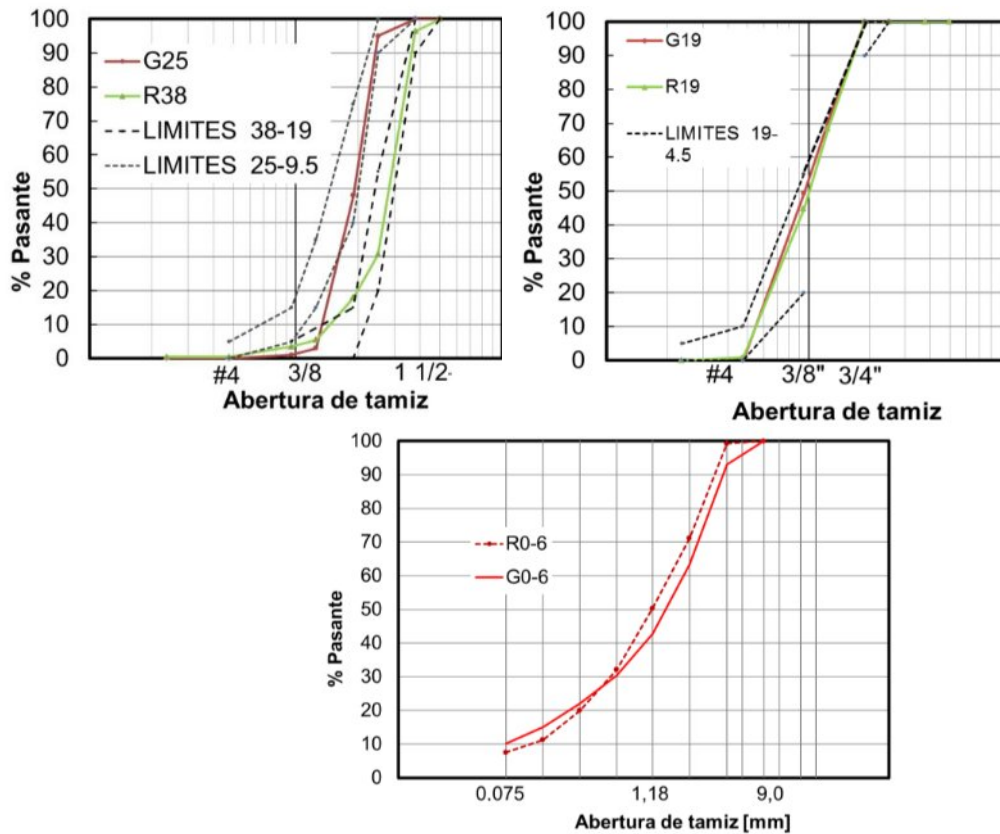 100
90
80
70
60
50
40
30
20
10
0
% Pasante
G25
R38
LIMITES 38-19
LIMITES 25-9.5
#4
3/8
1 1/2"
Abertura de tamiz
100
90
80
70
60
50
40
30
20
10
0
% Pasante
G19
R19
LIMITES 19-
4.5
#4
3/8"
3/4"
Abertura de tamiz
100
90
80
70
60
50
40
30
20
10
0
% Pasante
R0-6
G0-6
0.075
1,18
9,0
Abertura de tamiz [mm]